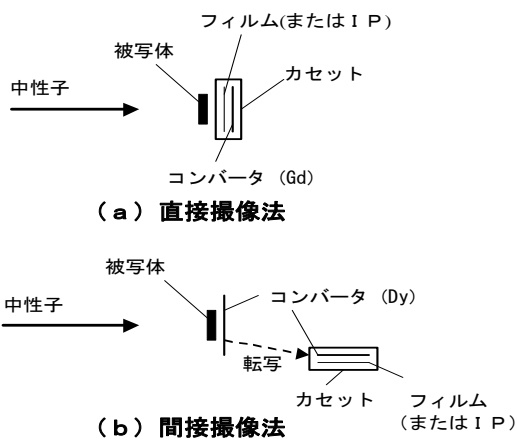 フィルム(またはＩＰ)
被写体
カセット
中性子
コンバータ (Gd)
（ａ）直接撮像法
被写体
中性子
コンバータ (Dy)
転写
カセット
フィルム
(またはＩＰ)
（ｂ）間接撮像法